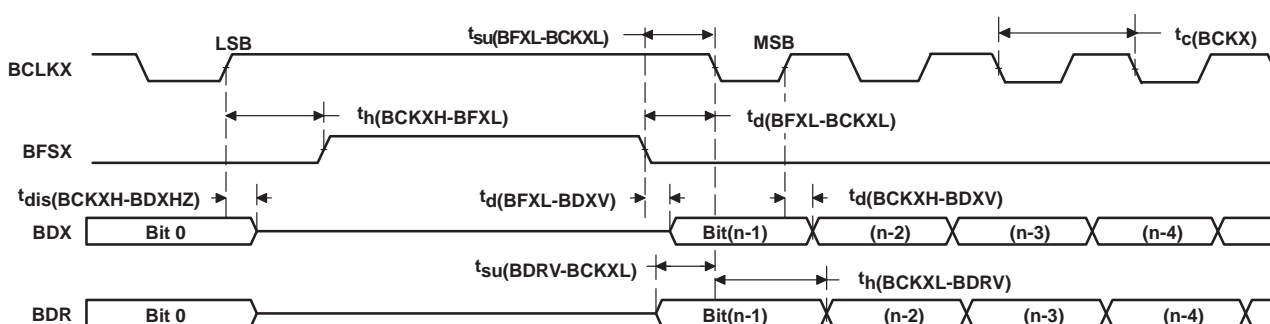 LSB tsu(BFXL-BCKXL) MSB tc(BCKX)
BCLKX
th(BCKXH-BFXL) td(BFXL-BCKXL)
BFSX
tdis(BCKXH-BDXHZ) td(BFXL-BDXV) td(BCKXH-BDXV)
BDX Bit 0 Bit(n-1) (n-2) (n-3) (n-4)
tsu(BDRV-BCKXL) th(BCKXL-BDRV)
BDR Bit 0 Bit(n-1) (n-2) (n-3) (n-4)